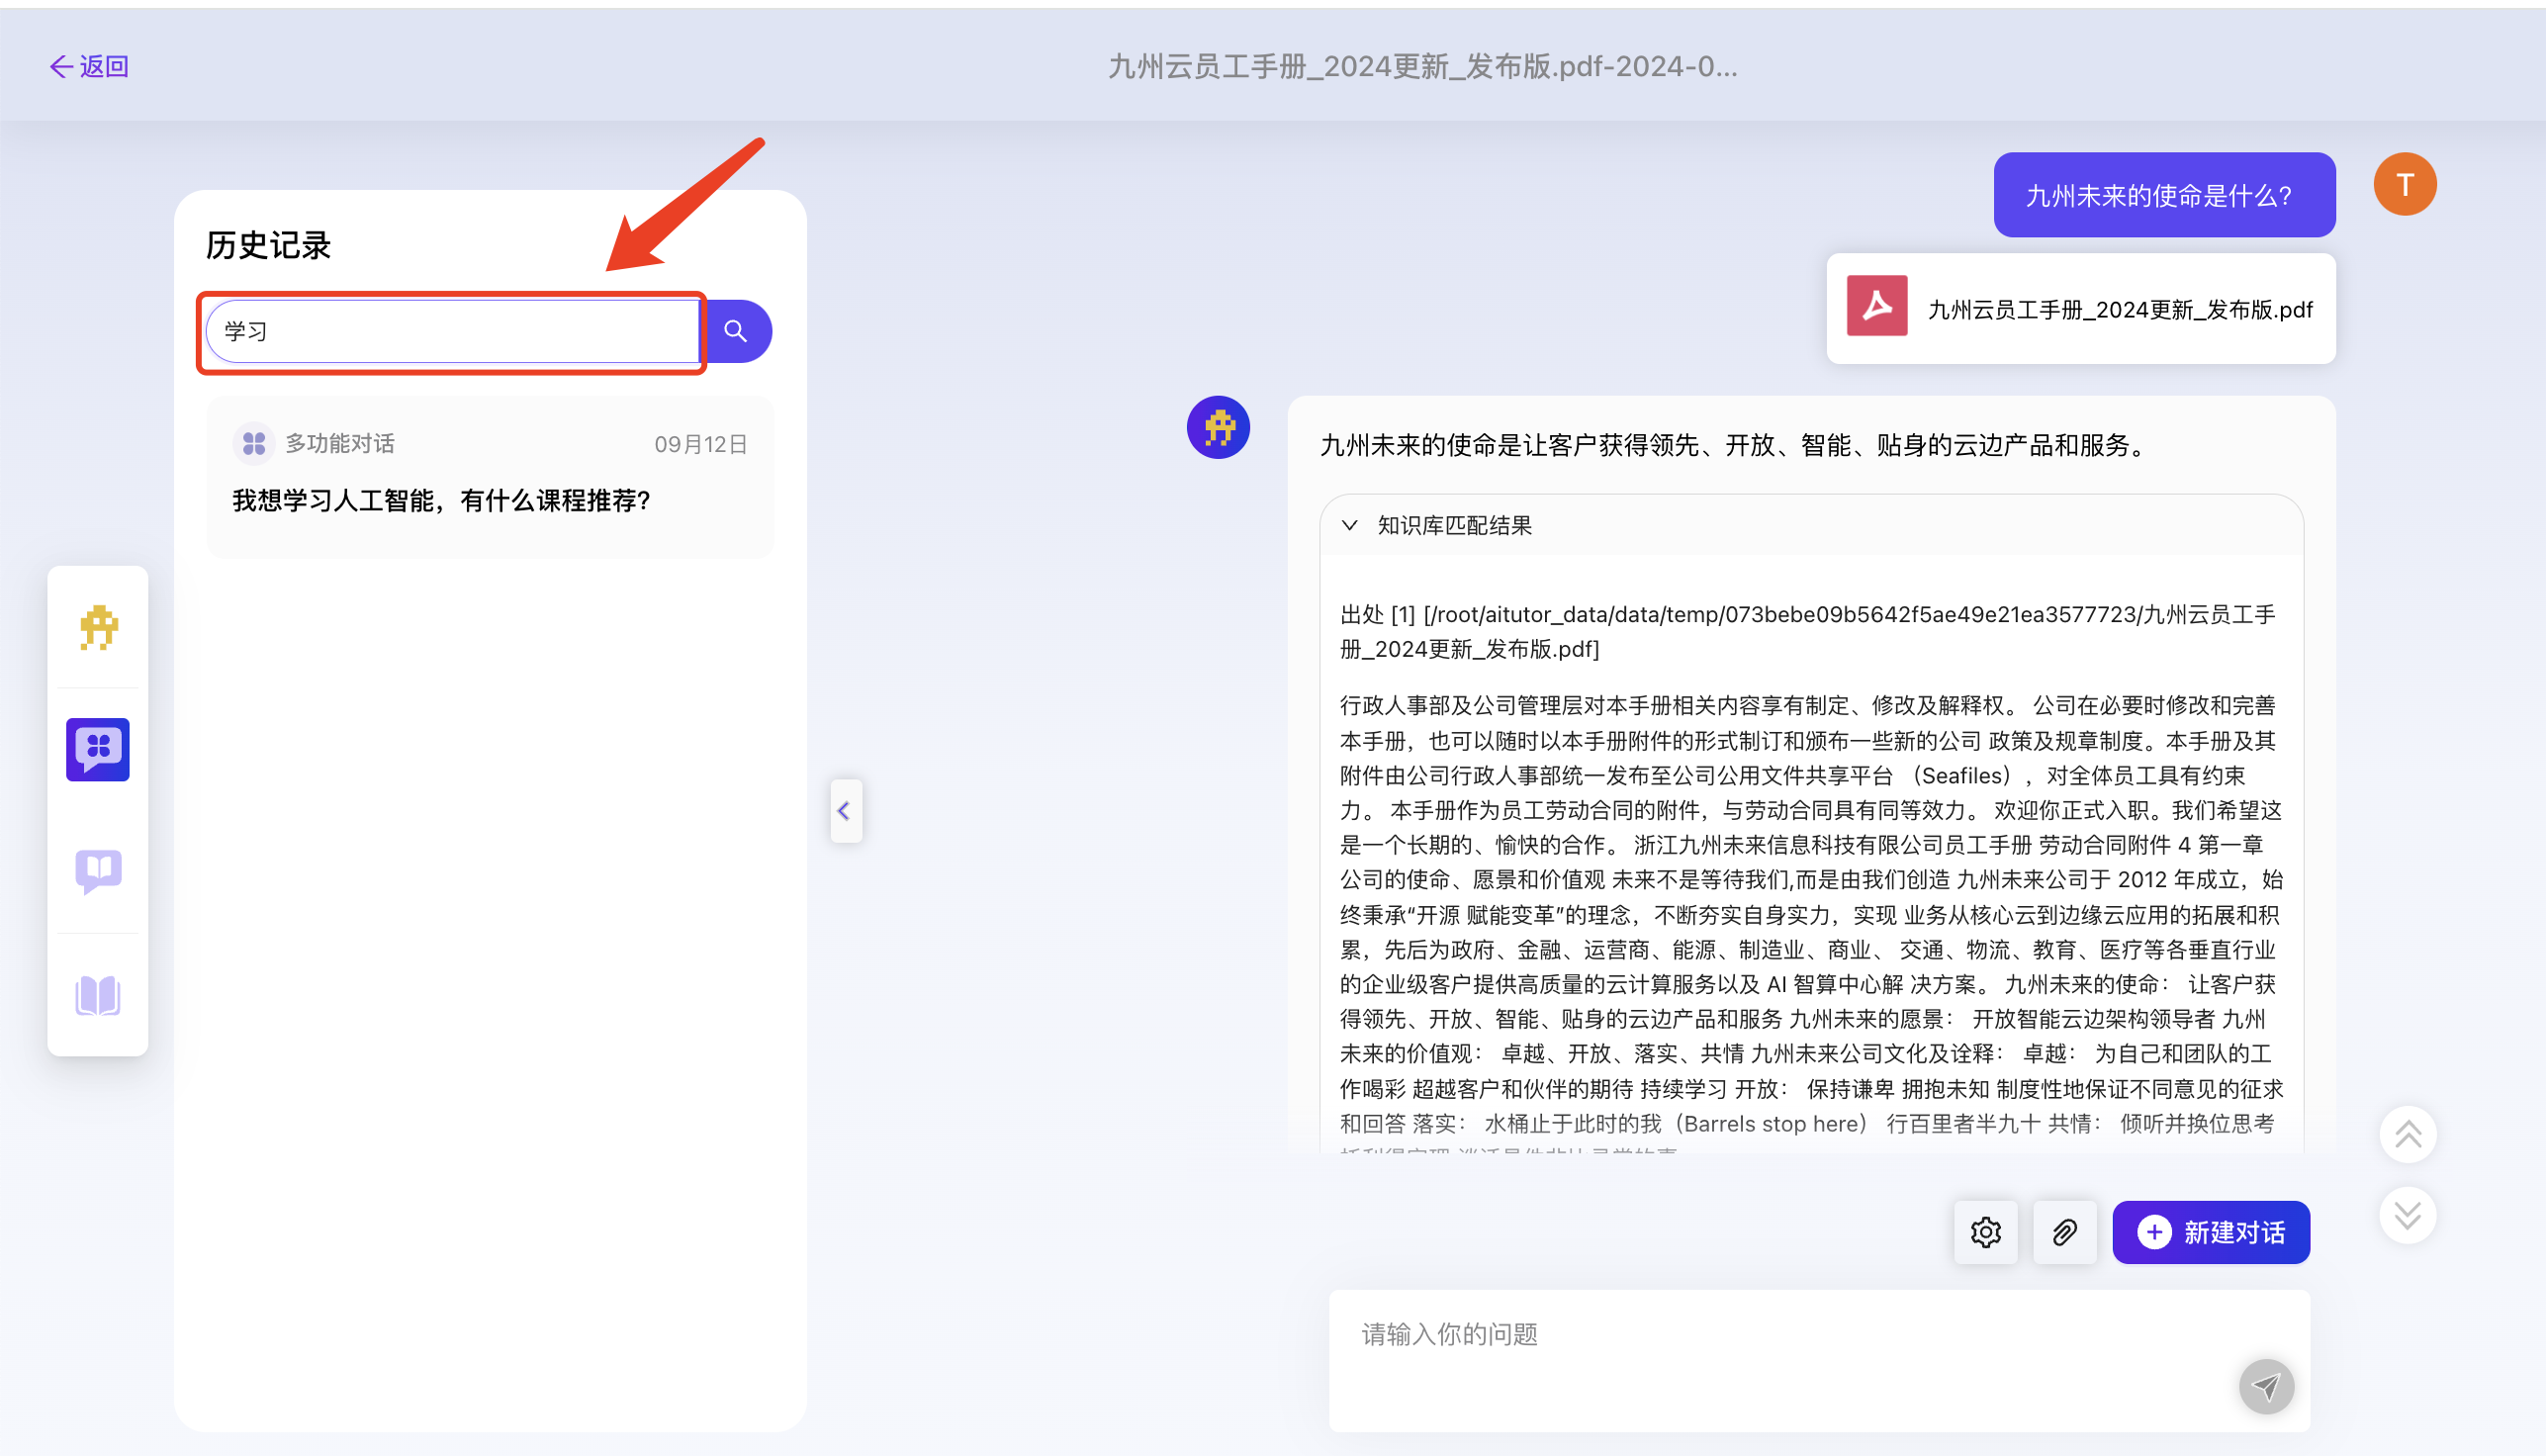 返回
九州云员工手册_2024更新_发布版.pdf-2024-0...
历史记录
学习
多功能对话
09月12日
我想学习人工智能，有什么课程推荐？
九州未来的使命是什么？
T
九州云员工手册_2024更新_发布版.pdf
九州未来的使命是让客户获得领先、开放、智能、贴身的云边产品和服务。
知识库匹配结果
出处 [1] [/root/aitutor_data/data/temp/073bebe09b5642f5ae49e21ea3577723/九州云员工手
册_2024更新_发布版.pdf]
行政人事部及公司管理层对本手册相关内容享有制定、修改及解释权。 公司在必要时修改和完善
本手册，也可以随时以本手册附件的形式制订和颁布一些新的公司 政策及规章制度。本手册及其
附件由公司行政人事部统一发布至公司公用文件共享平台 （Seafiles），对全体员工具有约束
力。 本手册作为员工劳动合同的附件，与劳动合同具有同等效力。 欢迎你正式入职。我们希望这
是一个长期的、愉快的合作。 浙江九州未来信息科技有限公司员工手册 劳动合同附件 4 第一章
公司的使命、愿景和价值观 未来不是等待我们,而是由我们创造 九州未来公司于 2012 年成立，始
终秉承“开源 赋能变革”的理念，不断夯实自身实力，实现 业务从核心云到边缘云应用的拓展和积
累，先后为政府、金融、运营商、能源、制造业、商业、 交通、物流、教育、医疗等各垂直行业
的企业级客户提供高质量的云计算服务以及 AI 智算中心解 决方案。 九州未来的使命： 让客户获
得领先、开放、智能、贴身的云边产品和服务 九州未来的愿景： 开放智能云边架构领导者 九州
未来的价值观： 卓越、开放、落实、共情 九州未来公司文化及诠释： 卓越： 为自己和团队的工
作喝彩 超越客户和伙伴的期待 持续学习 开放： 保持谦卑 拥抱未知 制度性地保证不同意见的征求
和回答 落实： 水桶止于此时的我（Barrels stop here） 行百里者半九十 共情： 倾听并换位思考
新建对话
请输入你的问题